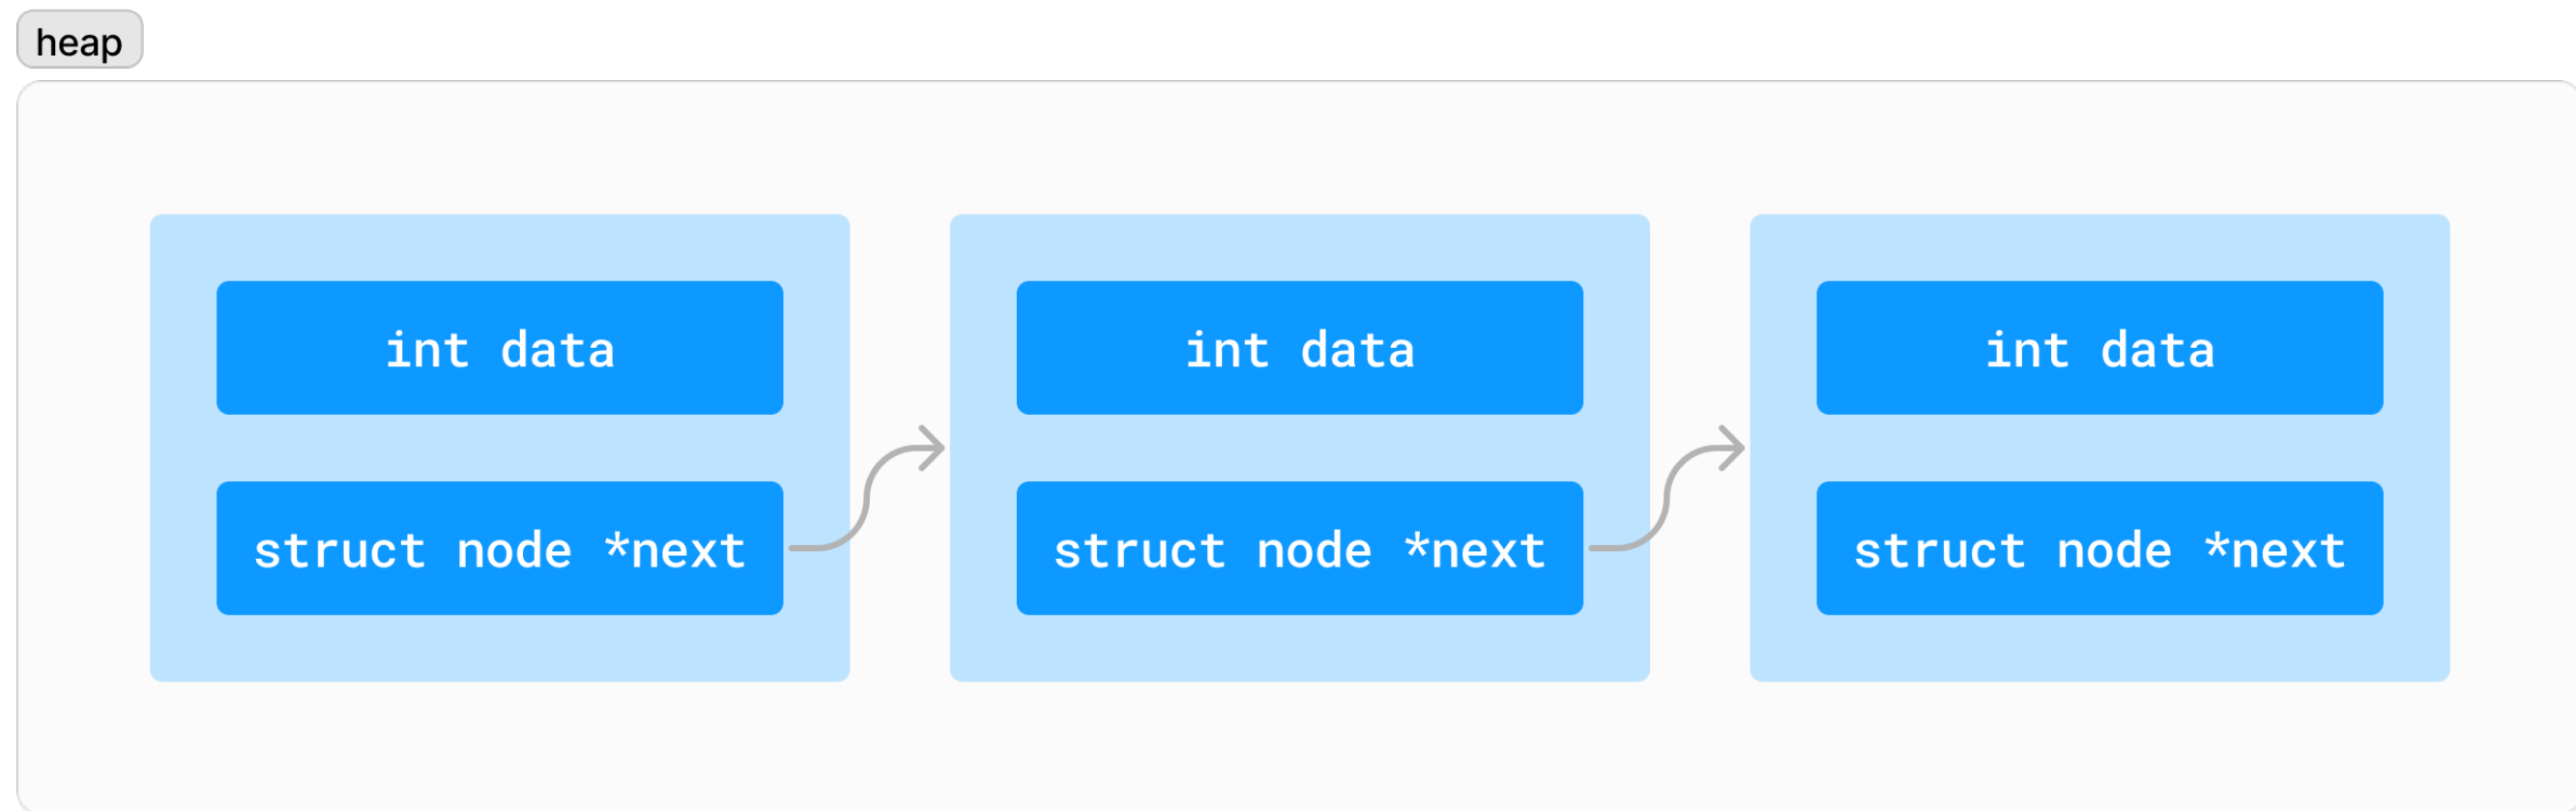 heap
int data
struct node *next
int data
struct node *next
int data
struct node *next